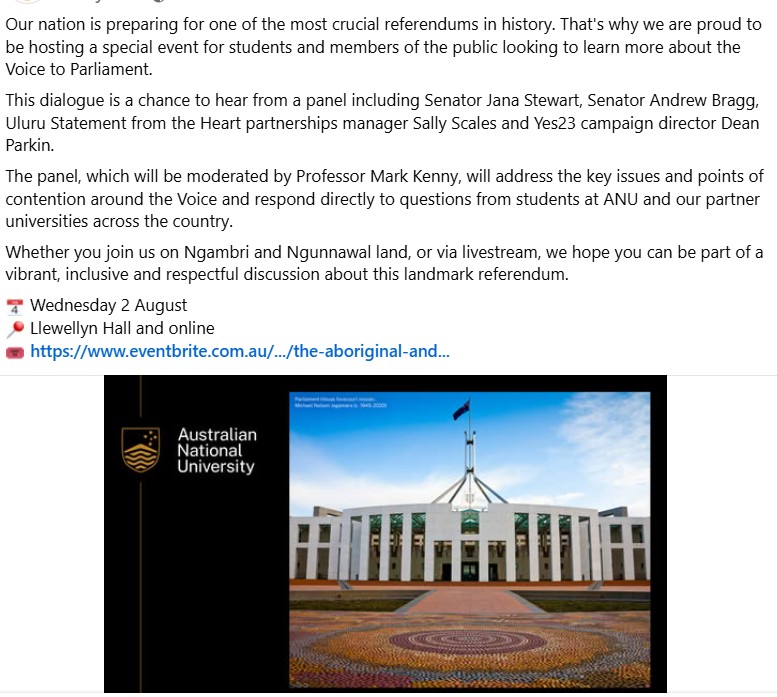 Our nation is preparing for one of the most crucial referendums in history. That's why we are proud to
be hosting a special event for students and members of the public looking to learn more about the
Voice to Parliament.
This dialogue is a chance to hear from a panel including Senator Jana Stewart, Senator Andrew Bragg,
Uluru Statement from the Heart partnerships manager Sally Scales and Yes23 campaign director Dean
Parkin.
The panel, which will be moderated by Professor Mark Kenny, will address the key issues and points of
contention around the Voice and respond directly to questions from students at ANU and our partner
universities across the country.
Whether you join us on Ngambri and Ngunnawal land, or via livestream, we hope you can be part of a
vibrant, inclusive and respectful discussion about this landmark referendum.
Wednesday 2 August
Llewellyn Hall and online
https://www.eventbrite.com.au/.../the-aboriginal-and...
Parliament House forecourt mosaic.
Michael Nelson Jagamara (c. 1945-2020)
Australian
National
University